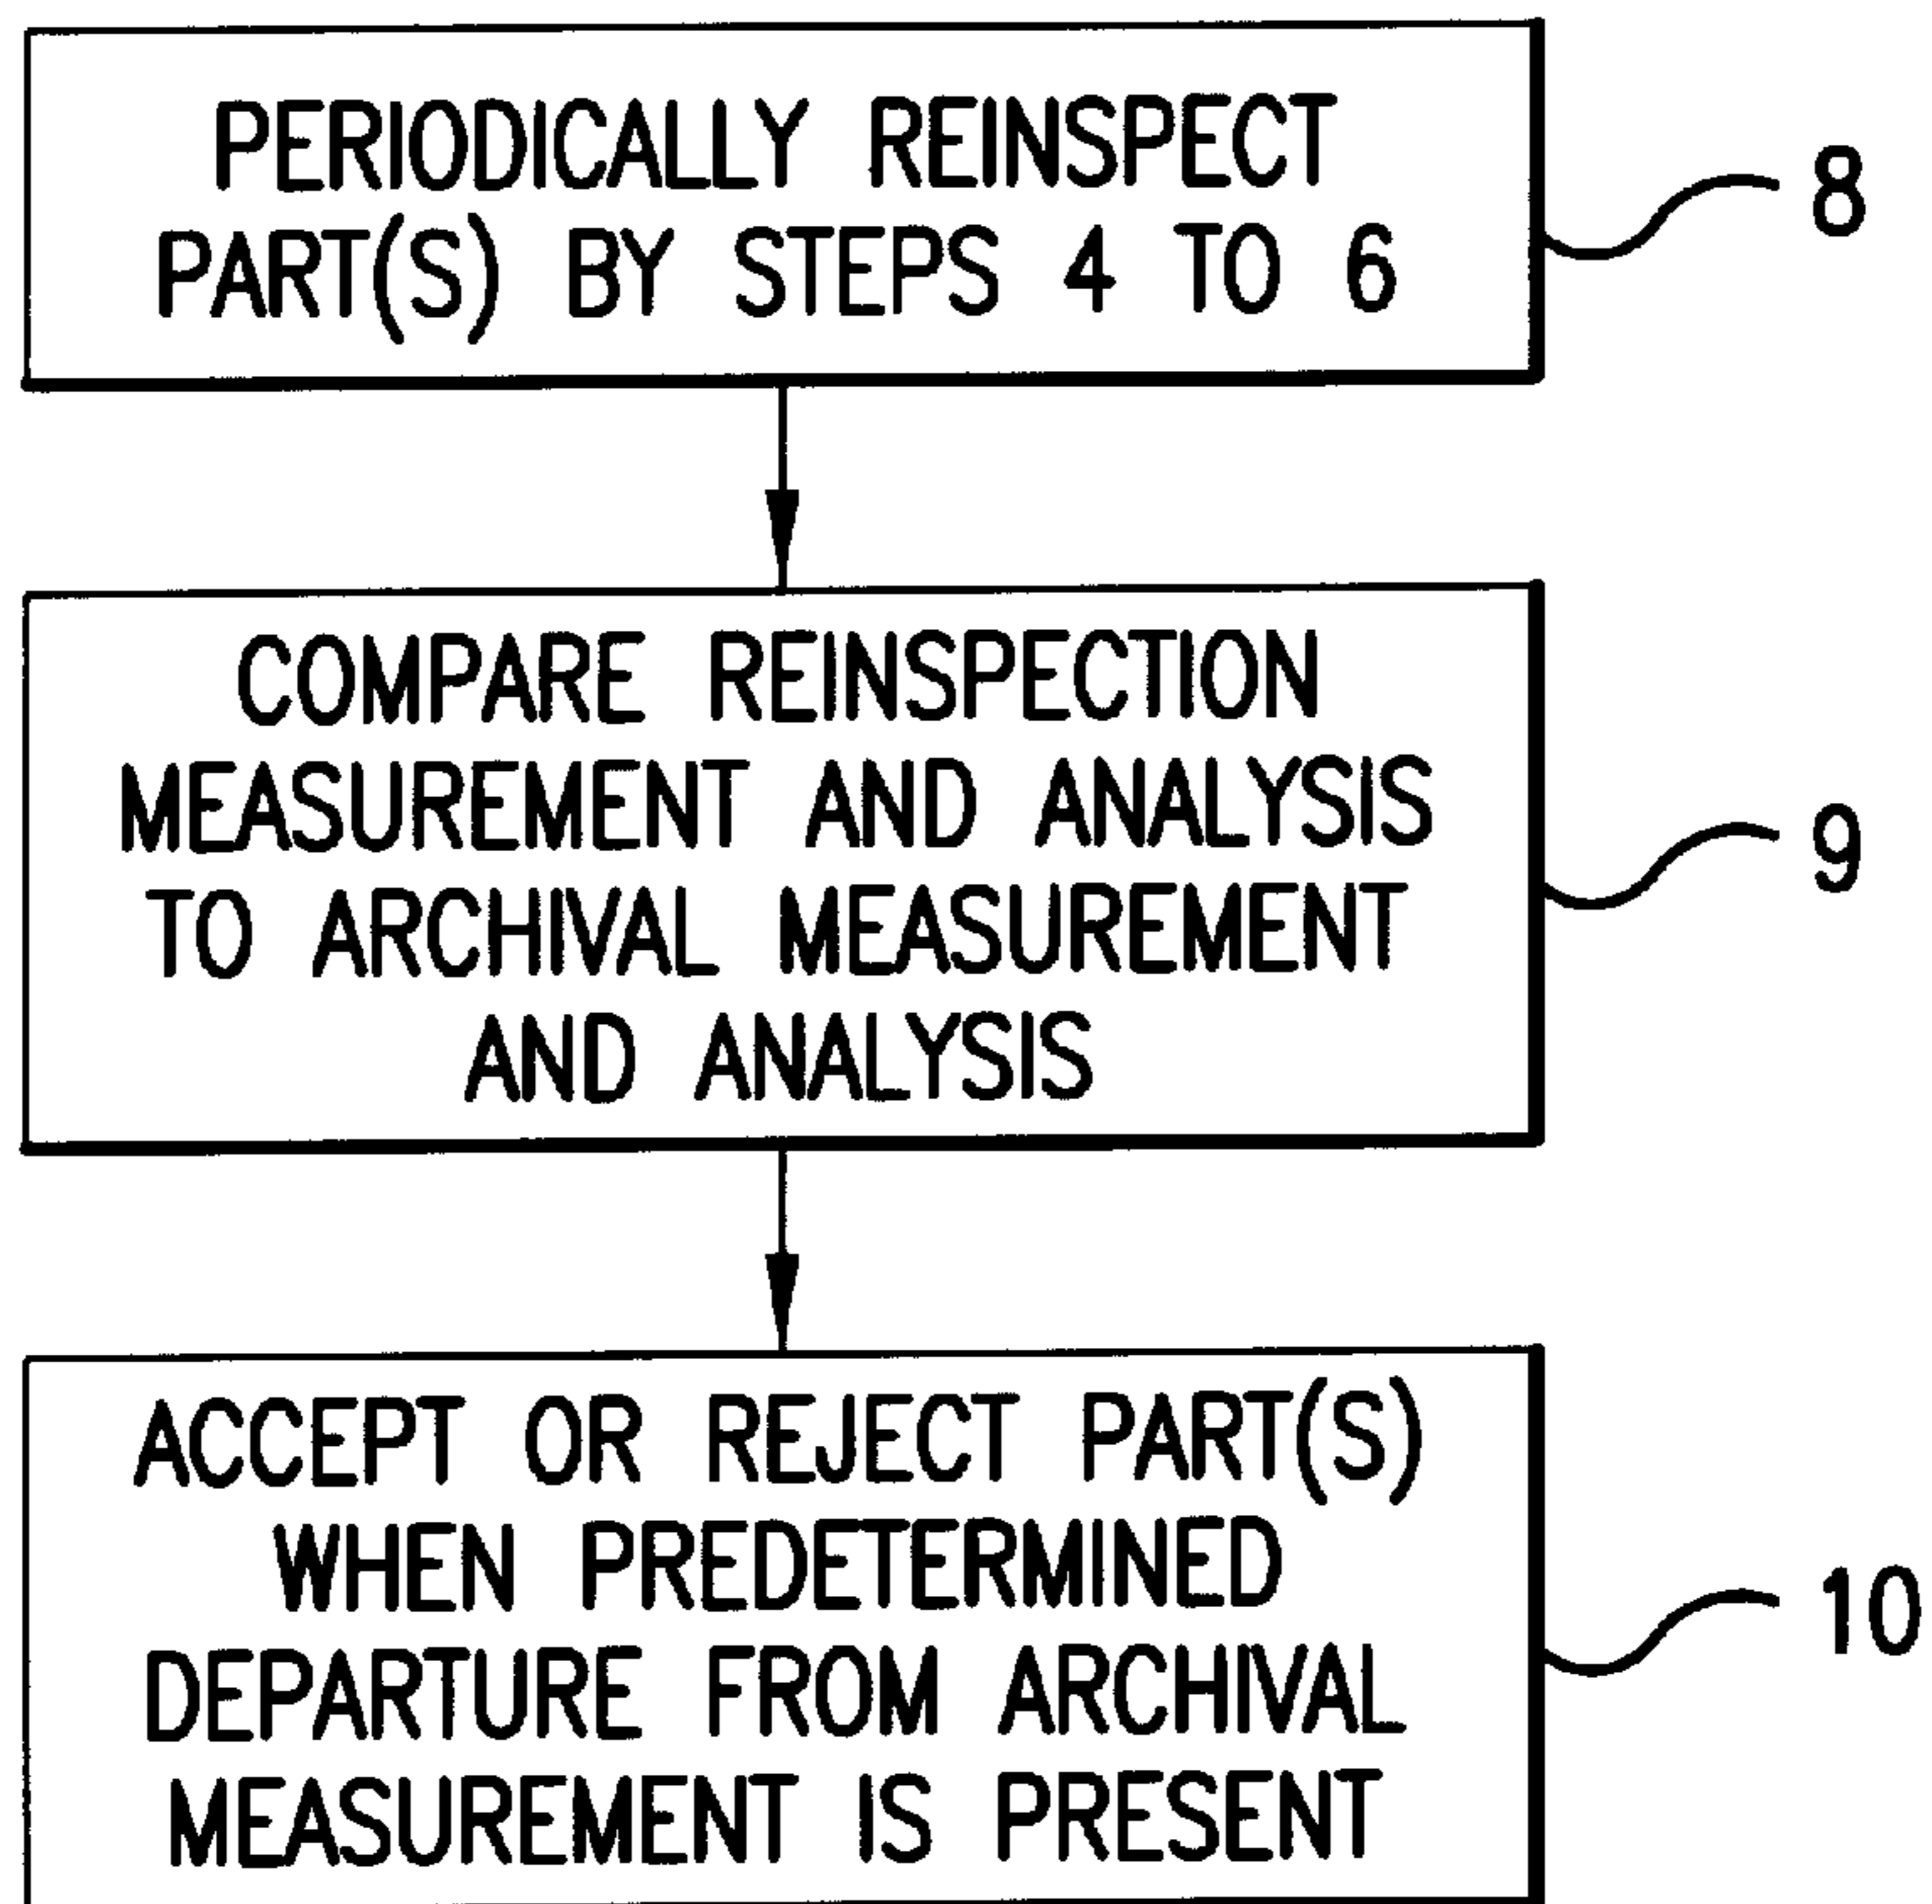 PERIODICALLY REINSPECT
PART(S) BY STEPS 4 TO 6
8
COMPARE REINSPECTION
MEASUREMENT AND ANALYSIS
TO ARCHIVAL MEASUREMENT
AND ANALYSIS
9
ACCEPT OR REJECT PART(S)
WHEN PREDETERMINED
DEPARTURE FROM ARCHIVAL
MEASUREMENT IS PRESENT
10